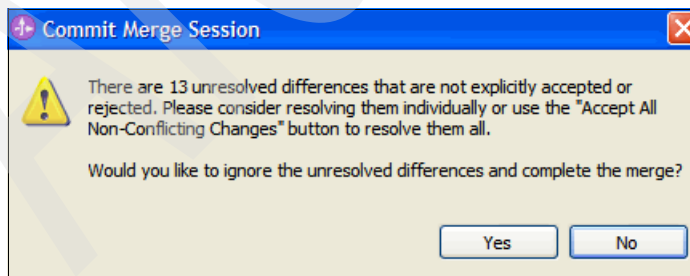 Commit Merge Session
There are 13 unresolved differences that are not explicitly accepted or
rejected. Please consider resolving them individually or use the "Accept All
Non-Conflicting Changes" button to resolve them all.
Would you like to ignore the unresolved differences and complete the merge?
Yes No